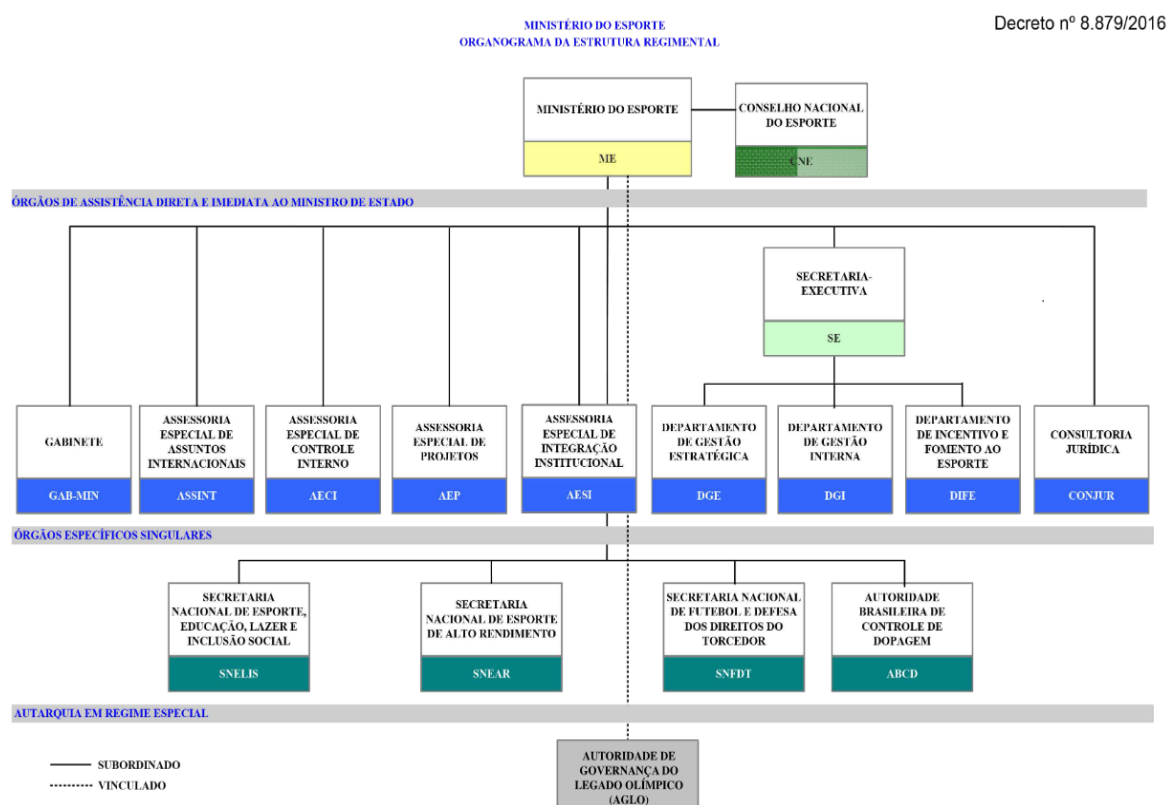 MINISTÉRIO DO ESPORTE
ORGANOGRAMA DA ESTRUTURA REGIMENTAL
Decreto nº 8.879/2016
MINISTÉRIO DO ESPORTE
ME
CONSELHO NACIONAL
DO ESPORTE
CNE
ÓRGÃOS DE ASSISTÊNCIA DIRETA E IMEDIATA AO MINISTRO DE ESTADO
SECRETARIA-
EXECUTIVA
SE
GABINETE
GAB-MIN
ASSESSORIA
ESPECIAL DE
ASSUNTOS
INTERNACIONAIS
ASSINT
ASSESSORIA
ESPECIAL DE
CONTROLE
INTERNO
AECI
ASSESSORIA
ESPECIAL DE
PROJETOS
AEP
ASSESSORIA
ESPECIAL DE
INTEGRAÇÃO
INSTITUCIONAL
AESI
DEPARTAMENTO
DE GESTÃO
ESTRATÉGICA
DGE
DEPARTAMENTO
DE GESTÃO
INTERNA
DGI
DEPARTAMENTO
DE INCENTIVO E
FOMENTO AO
ESPORTE
DIFE
CONSULTORIA
JURÍDICA
CONJUR
ÓRGÃOS ESPECÍFICOS SINGULARES
SECRETARIA
NACIONAL DE ESPORTE,
EDUCAÇÃO, LAZER E
INCLUSÃO SOCIAL
SNELIS
SECRETARIA
NACIONAL DE ESPORTE
DE ALTO RENDIMENTO
SNEAR
SECRETARIA NACIONAL
DE FUTEBOL E DEFESA
DOS DIREITOS DO
TORCEDOR
SNFDT
AUTORIDADE
BRASILEIRA DE
CONTROLE DE
DOPAGEM
ABCD
AUTARQUIA EM REGIME ESPECIAL
SUBORDINADO
VINCULADO
AUTORIDADE DE
GOVERNANÇA DO
LEGADO OLÍMPICO
(AGLO)